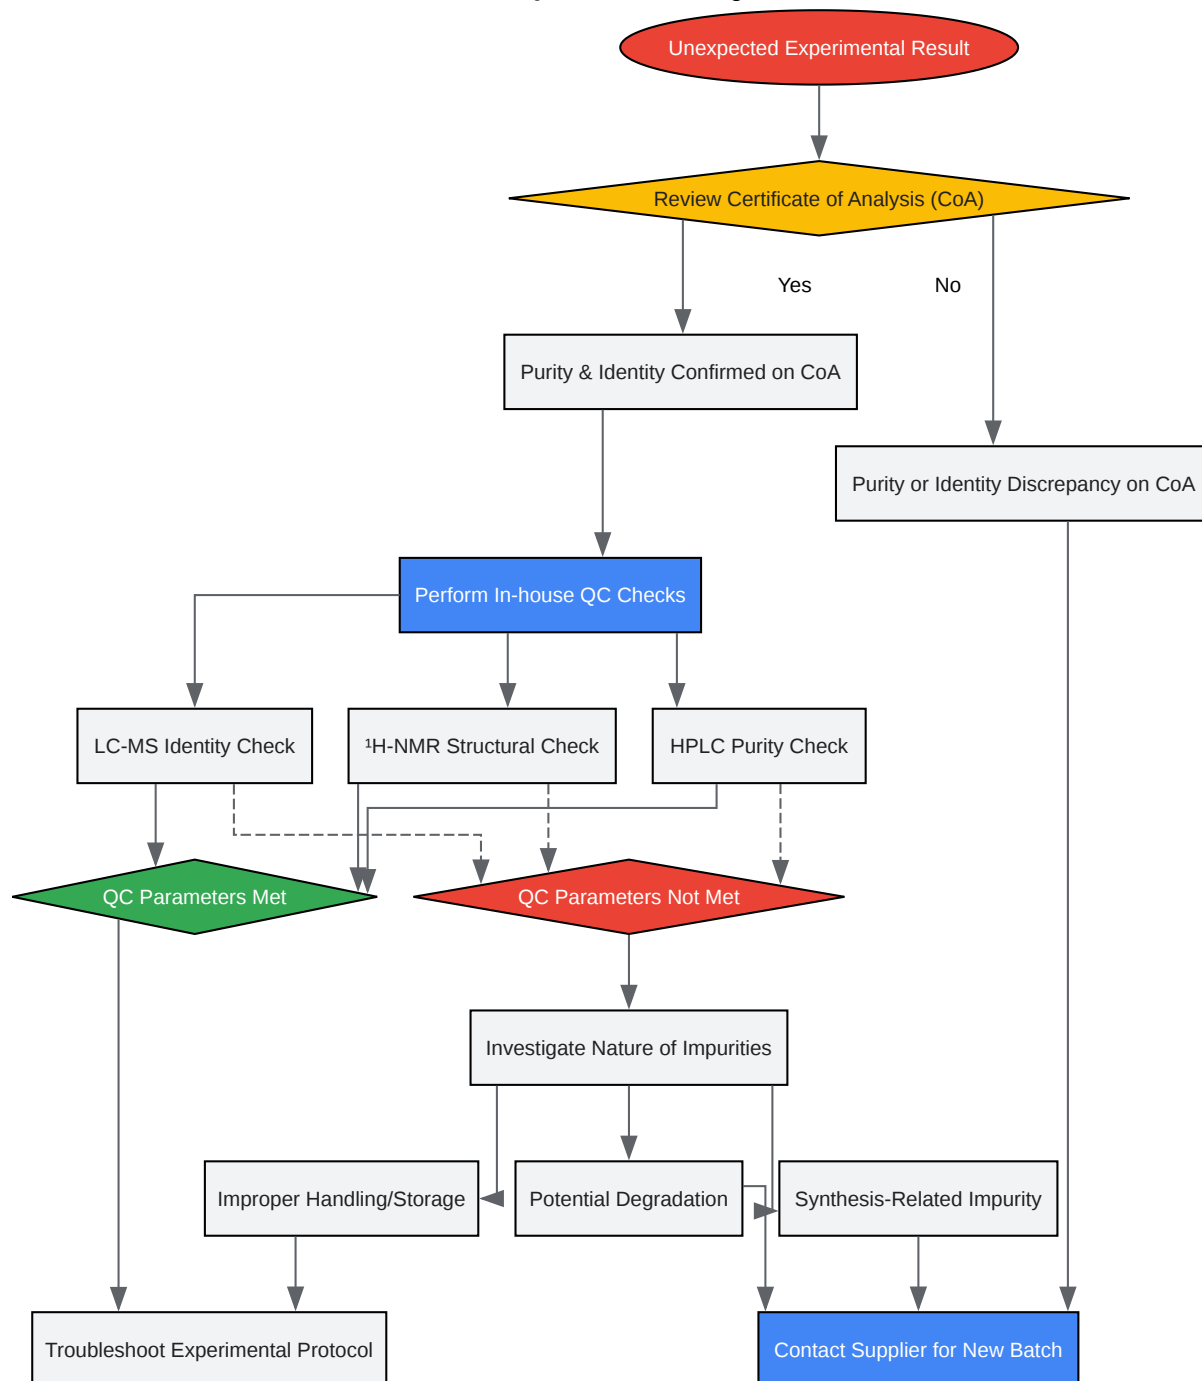 Unexpected Experimental Result
Review Certificate of Analysis (CoA)
Yes
No
Purity & Identity Confirmed on CoA
Purity or Identity Discrepancy on CoA
Perform In-house QC Checks
LC-MS Identity Check
¹H-NMR Structural Check
HPLC Purity Check
QC Parameters Met
QC Parameters Not Met
Investigate Nature of Impurities
Improper Handling/Storage
Potential Degradation
Synthesis-Related Impurity
Troubleshoot Experimental Protocol
Contact Supplier for New Batch